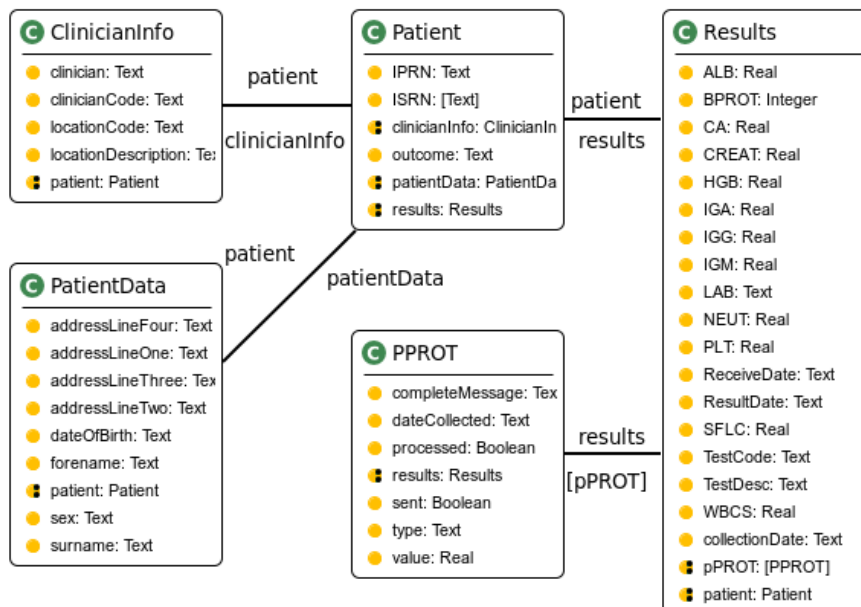 C ClinicianInfo
clinician: Text
clinicianCode: Text
locationCode: Text
locationDescription: Te
patient: Patient
patient
clinicianInfo
C Patient
IPRN: Text
ISRN: [Text]
clinicianInfo: ClinicianIn
outcome: Text
patientData: PatientDa
results: Results
patient
results
C Results
ALB: Real
BPROT: Integer
CA: Real
CREAT: Real
HGB: Real
IGA: Real
IGG: Real
IGM: Real
LAB: Text
NEUT: Real
PLT: Real
ReceiveDate: Text
ResultDate: Text
SFLC: Real
TestCode: Text
TestDesc: Text
WBCS: Real
collectionDate: Text
pPROT: [PPROT]
patient: Patient
patient
patientData
C PatientData
addressLineFour: Text
addressLineOne: Text
addressLineThree: Tex
addressLineTwo: Text
dateOfBirth: Text
forename: Text
patient: Patient
sex: Text
surname: Text
C PPROT
completeMessage: Tex
dateCollected: Text
processed: Boolean
results: Results
sent: Boolean
type: Text
value: Real
results
[pPROT]